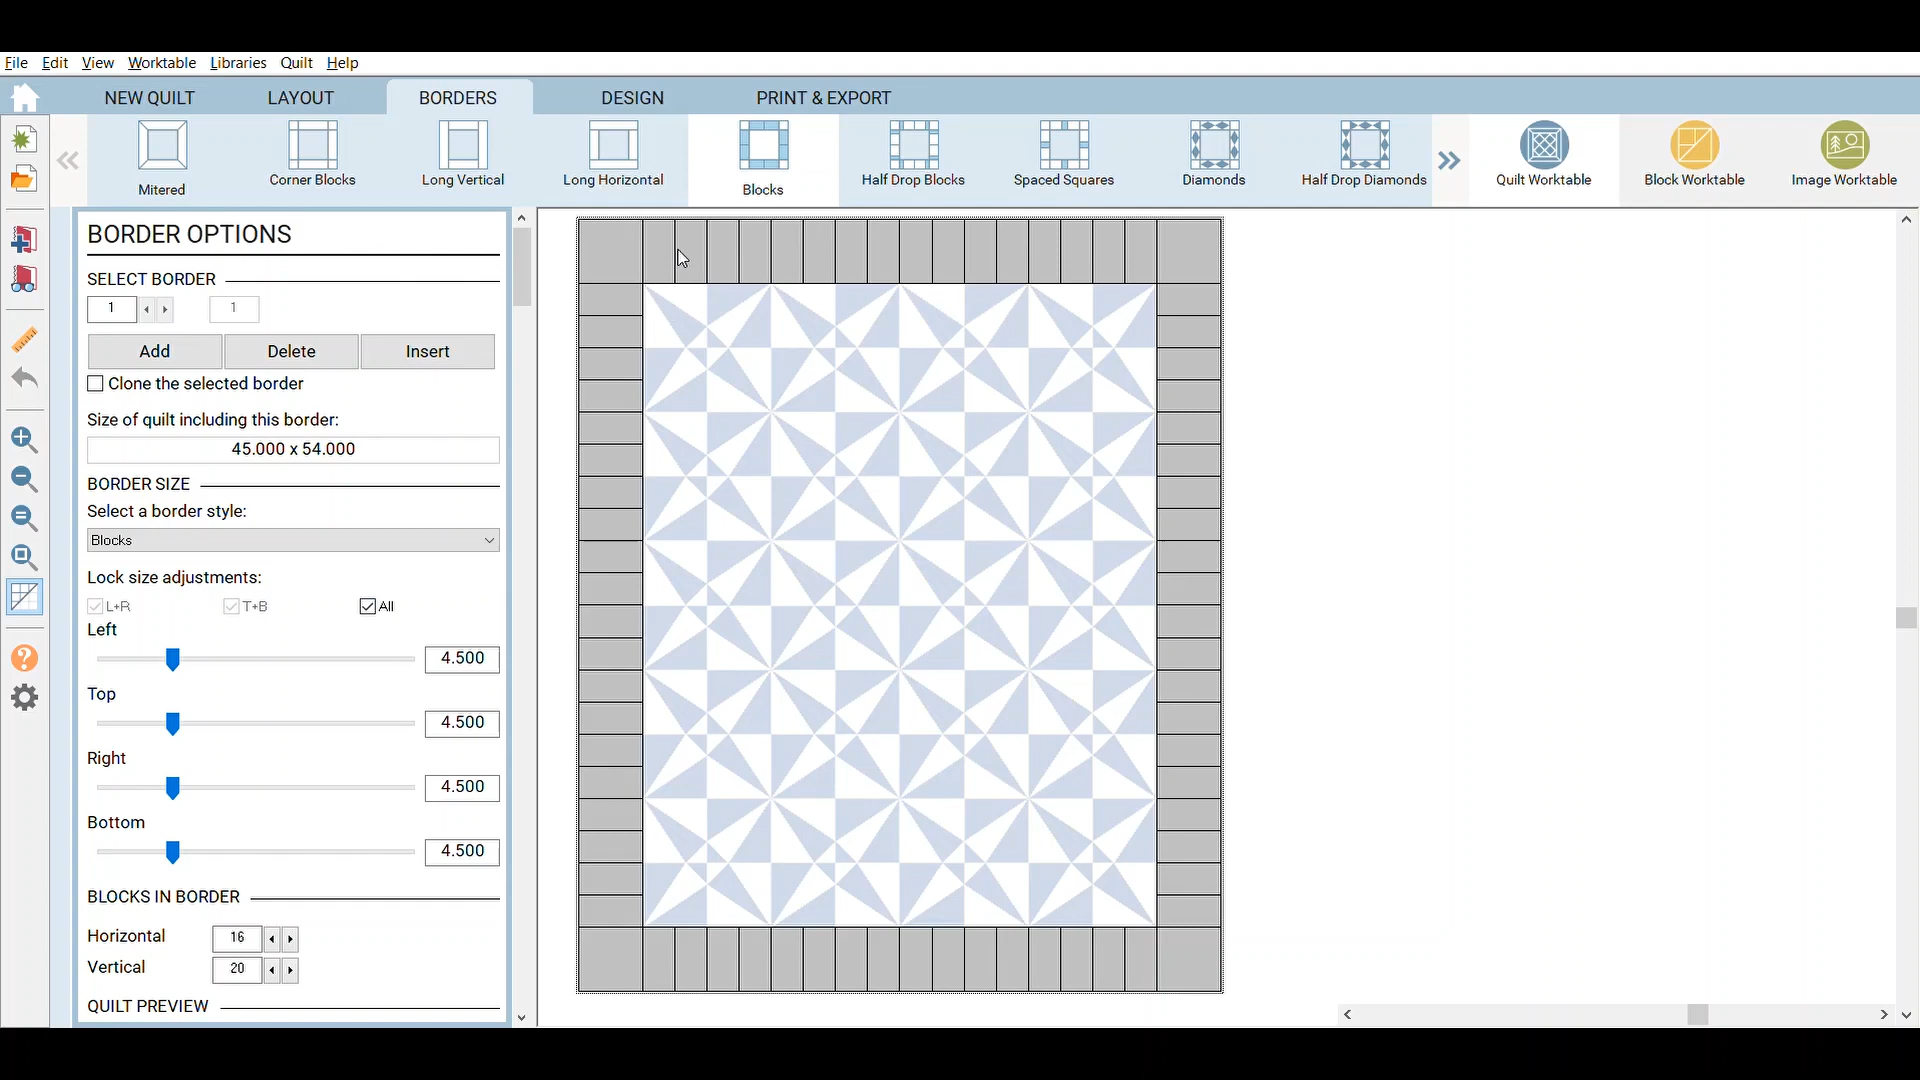 File Edit View Worktable Libraries Quilt Help
NEW QUILT LAYOUT BORDERS DESIGN PRINT & EXPORT
Mitered Corner Blocks Long Vertical Long Horizontal Blocks Half Drop Blocks Spaced Squares Diamonds Half Drop Diamonds Quilt Worktable Block Worktable Image Worktable
BORDER OPTIONS
SELECT BORDER
1 1
Add Delete Insert
Clone the selected border
Size of quilt including this border:
45.000 x 54.000
BORDER SIZE
Select a border style:
Blocks
Lock size adjustments:
L+R T+B All
Left
4.500
Top
4.500
Right
4.500
Bottom
4.500
BLOCKS IN BORDER
Horizontal 16
Vertical 20
QUILT PREVIEW